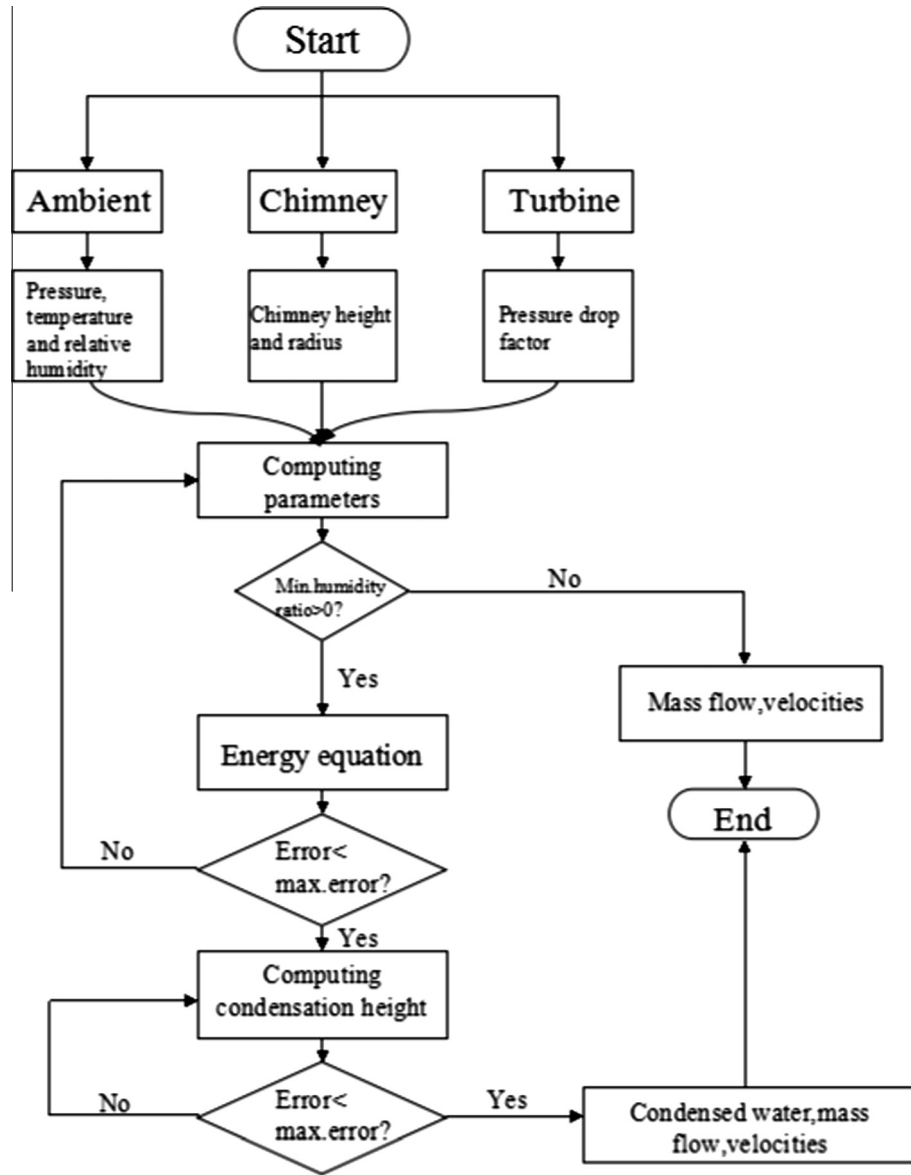 Start
Ambient
Chimney
Turbine
Pressure,
temperature
and relative
humidity
Chimney height
and radius
Pressure drop
factor
Computing
parameters
Min.humidity
ratio>0?
No
Yes
Mass flow,velocities
Energy equation
End
No
Error<
max.error?
Yes
Computing
condensation height
No
Error<
max.error?
Yes
Condensed water,mass
flow,velocities